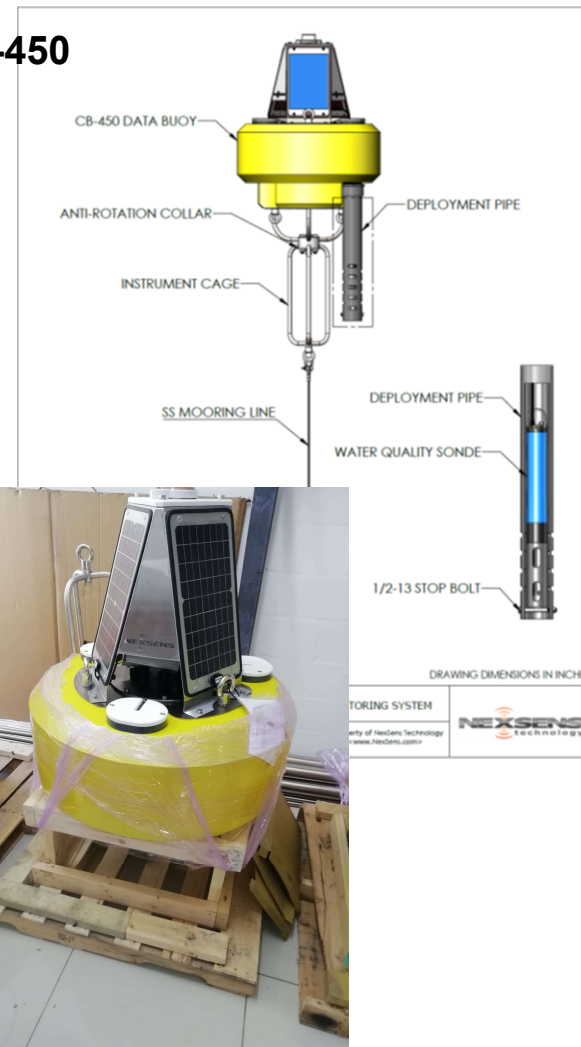 -450
CB-450 DATA BUOY
ANTI-ROTATION COLLAR
DEPLOYMENT PIPE
INSTRUMENT CAGE
SS MOORING LINE
DEPLOYMENT PIPE
WATER QUALITY SONDE
1/2-13 STOP BOLT
DRAWING DIMENSIONS IN INCHE
TORING SYSTEM
erty of NexSens Technology
<www.NexSens.com>
NEXSENS
technology
NEXSENS